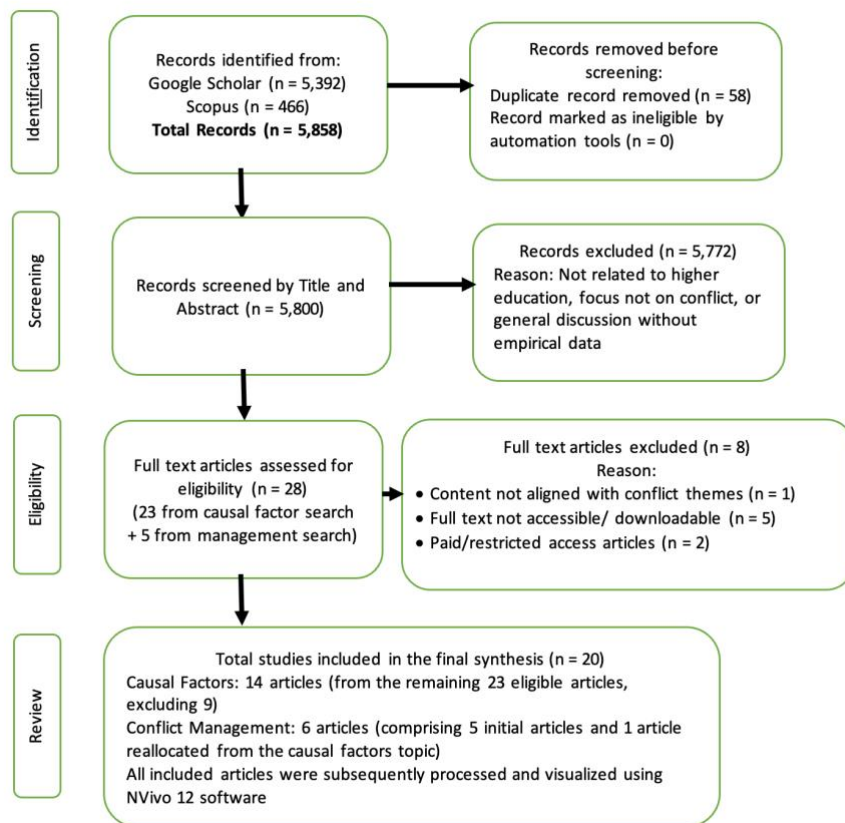 Identification
Records identified from:
Google Scholar (n = 5,392)
Scopus (n = 466)
Total Records (n = 5,858)
Records removed before
screening:
Duplicate record removed (n = 58)
Record marked as ineligible by
automation tools (n = 0)
Screening
Records screened by Title and
Abstract (n = 5,800)
Records excluded (n = 5,772)
Reason: Not related to higher
education, focus not on conflict, or
general discussion without
empirical data
Eligibility
Full text articles assessed for
eligibility (n = 28)
(23 from causal factor search
+ 5 from management search)
Full text articles excluded (n = 8)
Reason:
• Content not aligned with conflict themes (n = 1)
• Full text not accessible/ downloadable (n = 5)
• Paid/restricted access articles (n = 2)
Review
Total studies included in the final synthesis (n = 20)
Causal Factors: 14 articles (from the remaining 23 eligible articles,
excluding 9)
Conflict Management: 6 articles (comprising 5 initial articles and 1 article
reallocated from the causal factors topic)
All included articles were subsequently processed and visualized using
NVivo 12 software